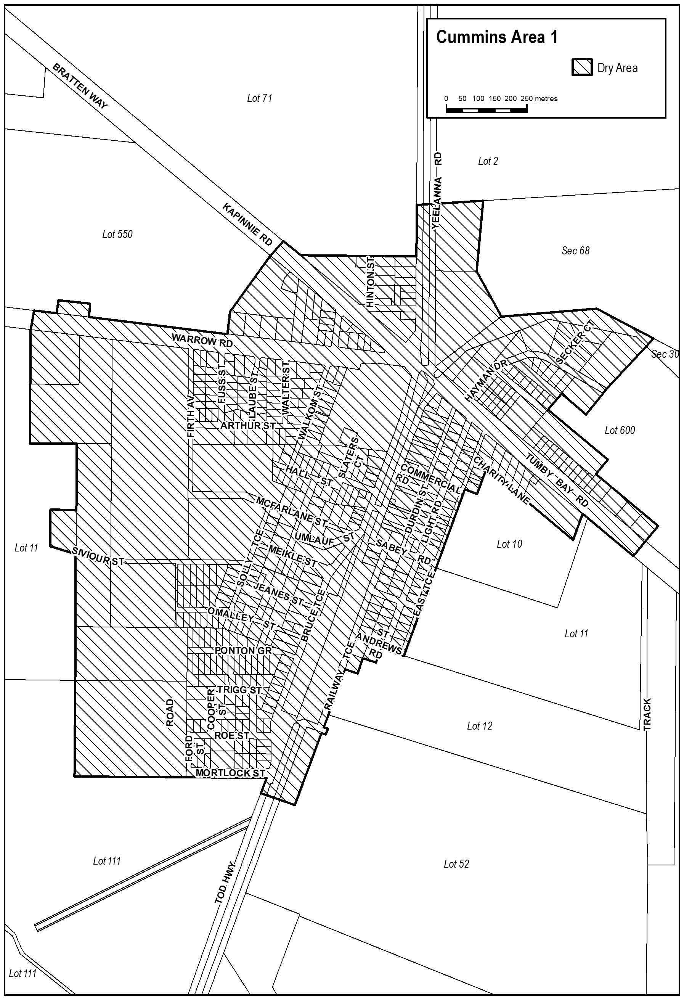 Cummins Area 1
Dry Area
0 50 100 150 200 250 metres
BRATTEN WAY
Lot 71
YEELANNA RD
Lot 2
KAPINNIE RD
Lot 550
Sec 68
HINTON ST
WARROW RD
SECKER CT
Sec 30
HAYMAN DR
FUSS ST
LAUBE ST
WALTER ST
WALKOM ST
FIRTH AV
ARTHUR ST
Lot 600
SLATERS
CT
HALL ST
COMMERCIAL
RD
CHARITY LANE
TUMBY BAY RD
MCFARLANE ST
DURDIN ST
LIGHT RD
UMLAUF ST
SABEY RD
Lot 10
Lot 11
SIVIOUR ST
MEIKLE ST
SOLLY TCE
JEANES ST
EAST TCE
BRUCE TCE
OMALLEY ST
Lot 11
ST
ANDREWS
RD
PONTON GR
RAILWAY TCE
TRIGG ST
COOPER
ST
ROAD
TRACK
Lot 12
ROE ST
FORD
ST
MORTLOCK ST
Lot 111
Lot 52
TOD HWY
Lot 111